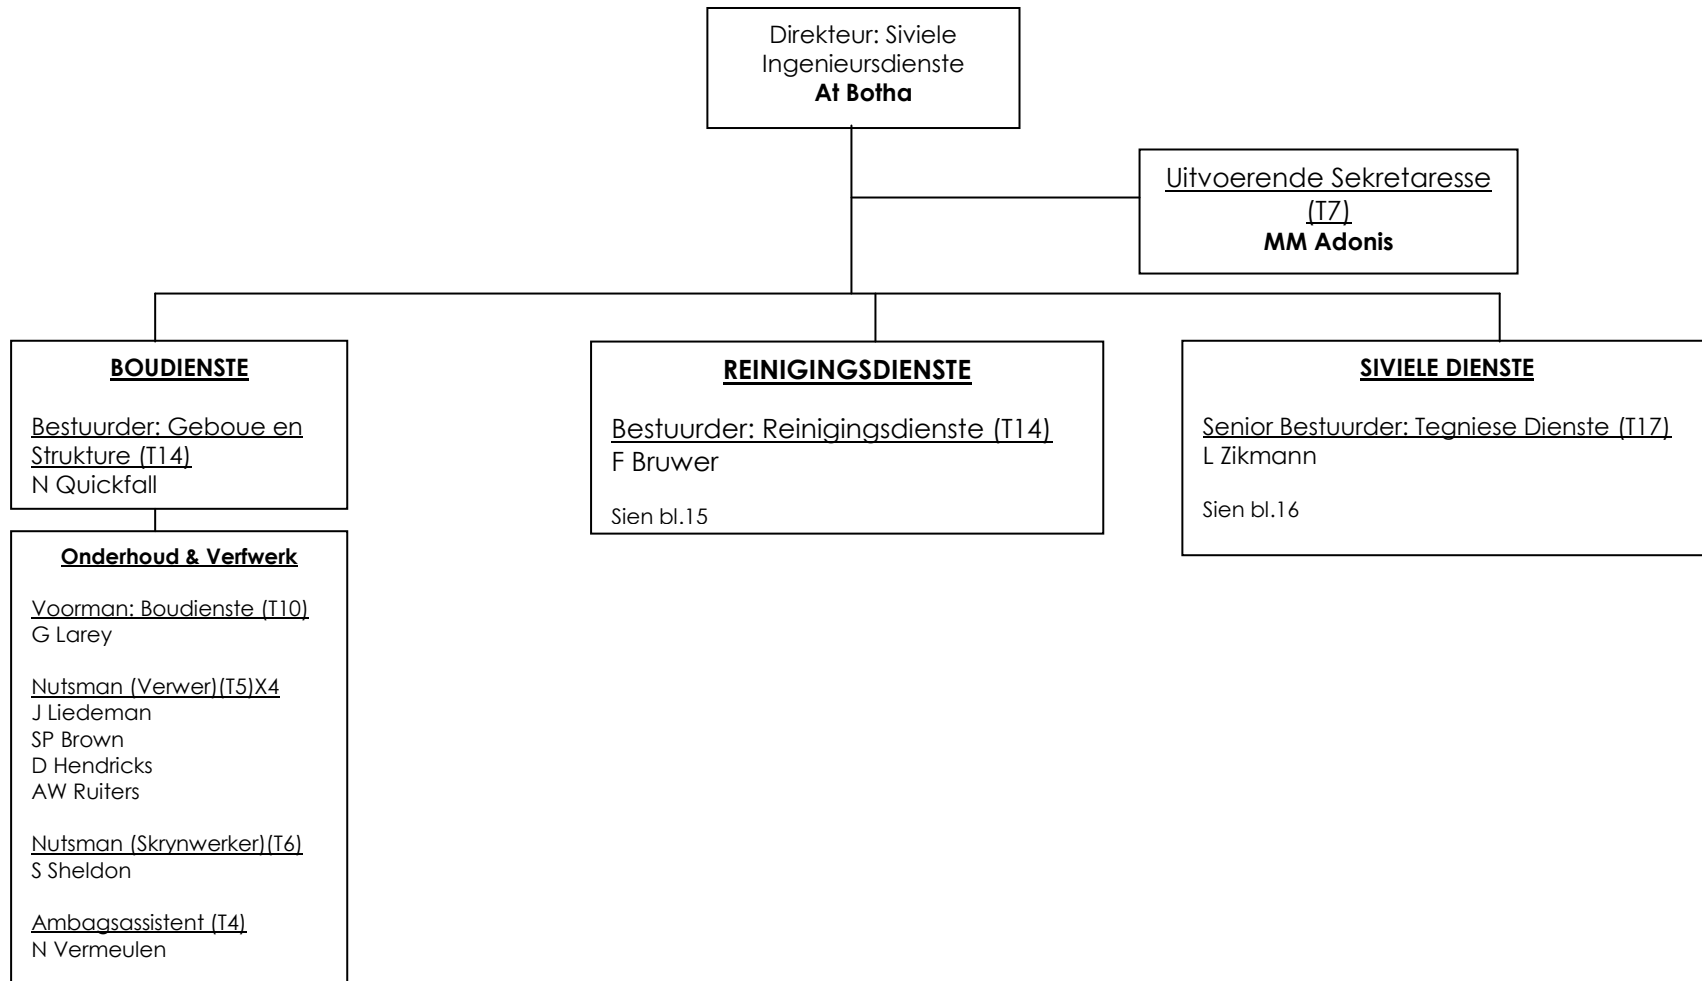 Direkteur: Siviele
Ingenieursdienste
At Botha
Uitvoerende Sekretaresse
(T7)
MM Adonis
BOUDIENSTE
Bestuurder: Geboue en
Strukture (T14)
N Quickfall
REINIGINGSDIENSTE
Bestuurder: Reinigingsdienste (T14)
F Bruwer
Sien bl.15
SIVIELE DIENSTE
Senior Bestuurder: Tegniese Dienste (T17)
L Zikmann
Sien bl.16
Onderhoud & Verfwerk
Voorman: Boudienste (T10)
G Larey
Nutsman (Verwer)(T5)X4
J Liedeman
SP Brown
D Hendricks
AW Ruiters
Nutsman (Skrynwerker)(T6)
S Sheldon
Ambagsassistent (T4)
N Vermeulen